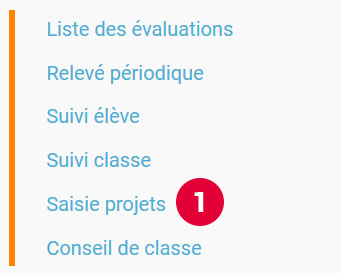 Liste des évaluations
Relevé périodique
Suivi élève
Suivi classe
Saisie projets 1
Conseil de classe